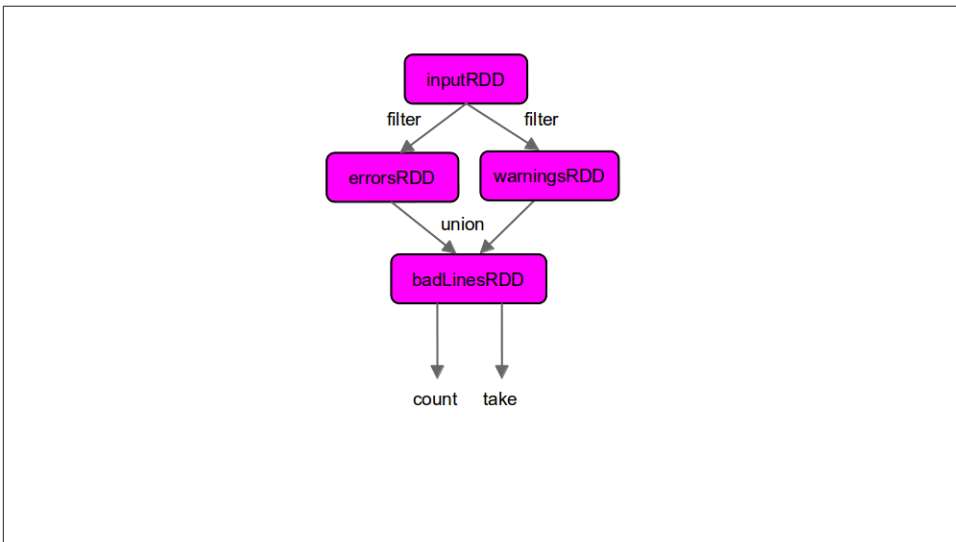 inputRDD
filter filter
errorsRDD warningsRDD
union
badLinesRDD
count take